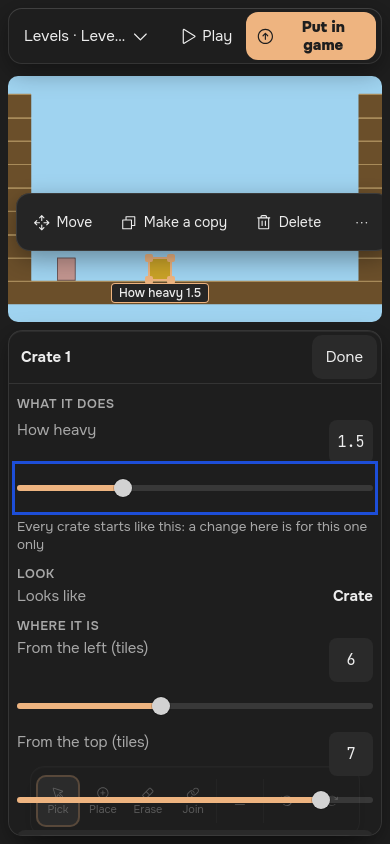 Levels · Leve...
Play
Put in
game
Move
Make a copy
Delete
...
How heavy 1.5
Crate 1
Done
WHAT IT DOES
How heavy
1.5
Every crate starts like this: a change here is for this one
only
LOOK
Looks like
Crate
WHERE IT IS
From the left (tiles)
6
From the top (tiles)
7
Pick
Place
Erase
Join